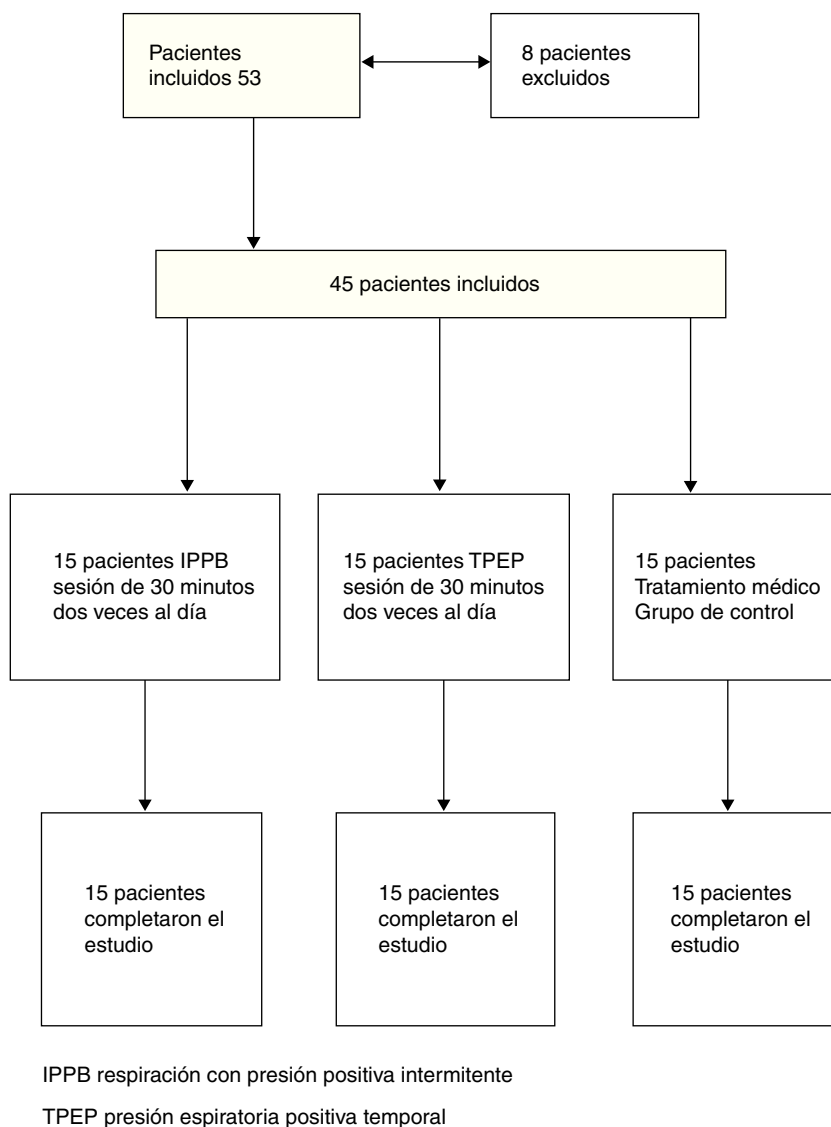 Pacientes
incluidos 53
8 pacientes
excluidos
45 pacientes incluidos
15 pacientes IPPB
sesión de 30 minutos
dos veces al día
15 pacientes TPEP
sesión de 30 minutos
dos veces al día
15 pacientes
Tratamiento médico
Grupo de control
15 pacientes
completaron el
estudio
15 pacientes
completaron el
estudio
15 pacientes
completaron el
estudio
IPPB respiración con presión positiva intermitente
TPEP presión espiratoria positiva temporal